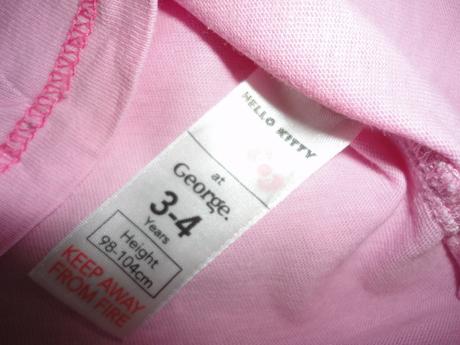 HELLO KITTY
at
George.
3-4
Years
Height
98-104cm
KEEP AWAY
FROM FIRE